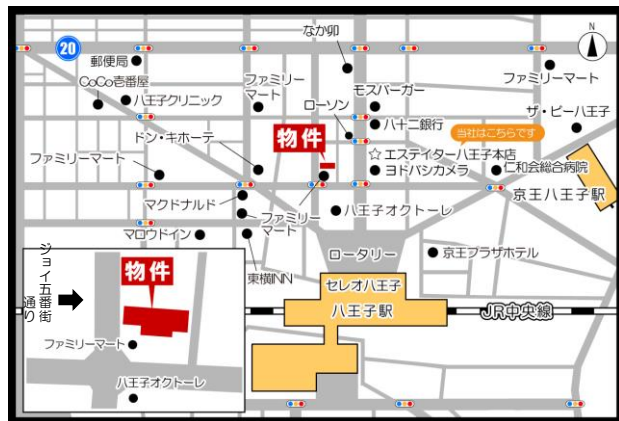 なか卯
N
20
郵便局
CoCo壱番屋
八王子クリニック
ファミリー
マート
モスバーガー
ファミリーマート
ローソン
ザ・ビー八王子
八十二銀行
当社はこちらです
ドン・キホーテ
物件
☆エステイター八王子本店
ファミリーマート
ヨドバシカメラ
仁和会総合病院
京王八王子駅
マクドナルド
ファミリー
マート
八王子オクトーレ
マロウドイン
東横INN
ロータリー
京王プラザホテル
セレオ八王子
八王子駅
JR中央線
ジョイ五番街
通り
物件
ファミリーマート
八王子オクトーレ